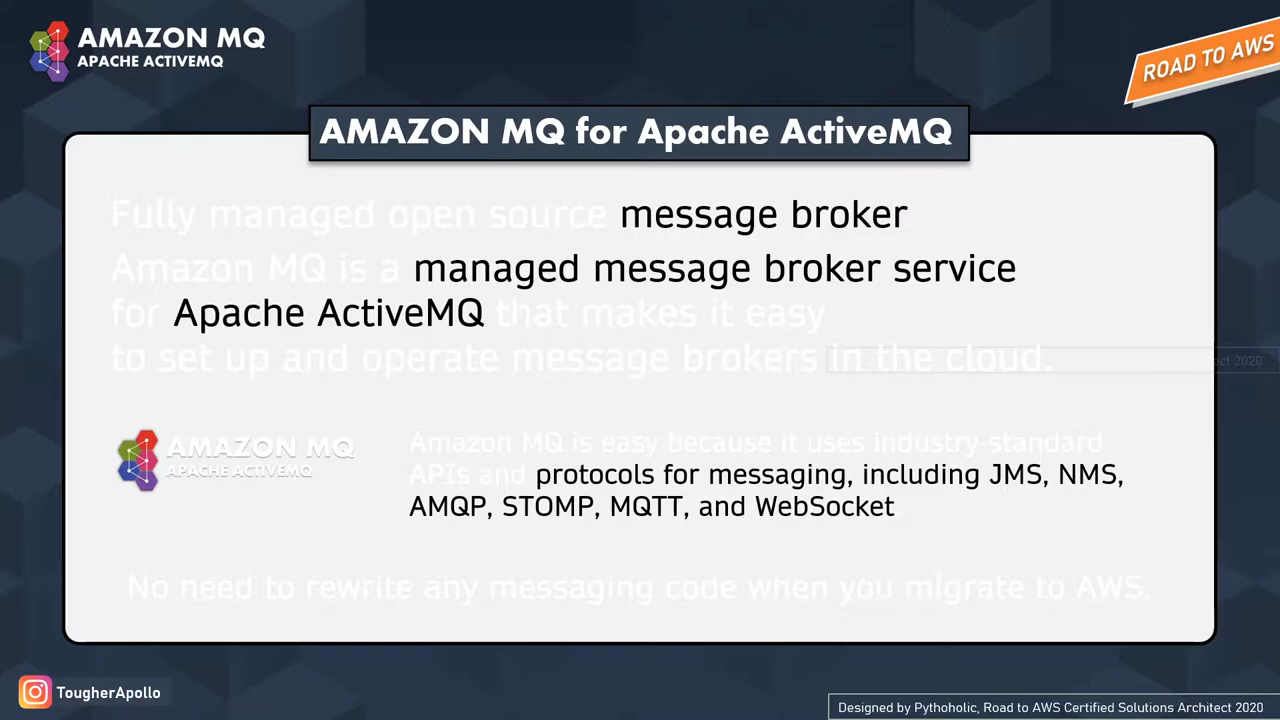 AMAZON MQ
APACHE ACTIVEMQ
ROAD TO AWS
AMAZON MQ for Apache ActiveMQ
Fully managed open source message broker
Amazon MQ is a managed message broker service
for Apache ActiveMQ that makes it easy
to set up and operate message brokers in the cloud.
ect 2020
AMAZON MQ
APACHE ACTIVEMQ
Amazon MQ is easy because it uses industry-standard
APIs and protocols for messaging, including JMS, NMS,
AMQP, STOMP, MQTT, and WebSocket
No need to rewrite any messaging code when you migrate to AWS.
TougherApollo
Designed by Pythoholic, Road to AWS Certified Solutions Architect 2020